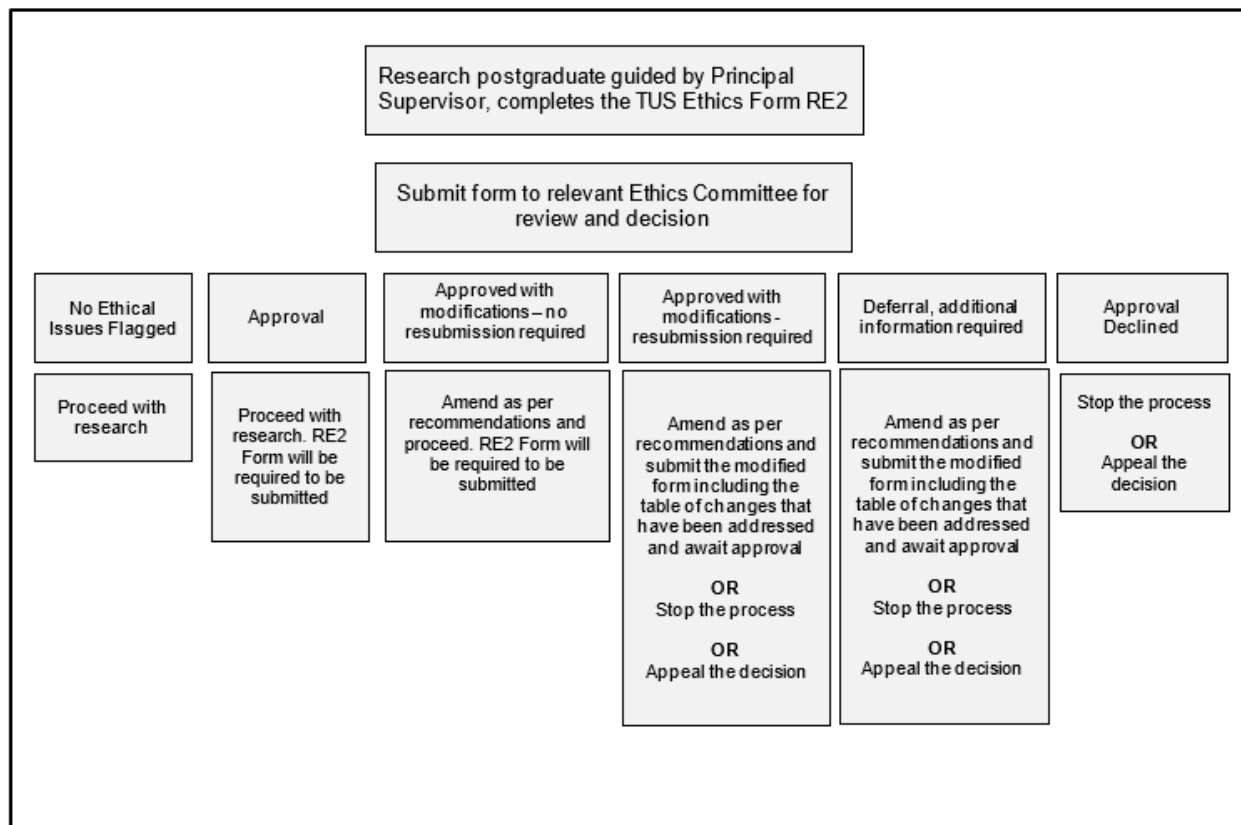 Research postgraduate guided by Principal
Supervisor, completes the TUS Ethics Form RE2
Submit form to relevant Ethics Committee for
review and decision
No Ethical
Issues Flagged
Approval
Approved with
modifications – no
resubmission required
Approved with
modifications -
resubmission required
Deferral, additional
information required
Approval
Declined
Proceed with
research
Proceed with
research. RE2
Form will be
required to be
submitted
Amend as per
recommendations and
proceed. RE2 Form will
be required to be
submitted
Amend as per
recommendations and
submit the modified
form including the
table of changes that
have been addressed
and await approval
OR
Stop the process
OR
Appeal the decision
Amend as per
recommendations and
submit the modified
form including the
table of changes that
have been addressed
and await approval
OR
Stop the process
OR
Appeal the decision
Stop the process
OR
Appeal the
decision